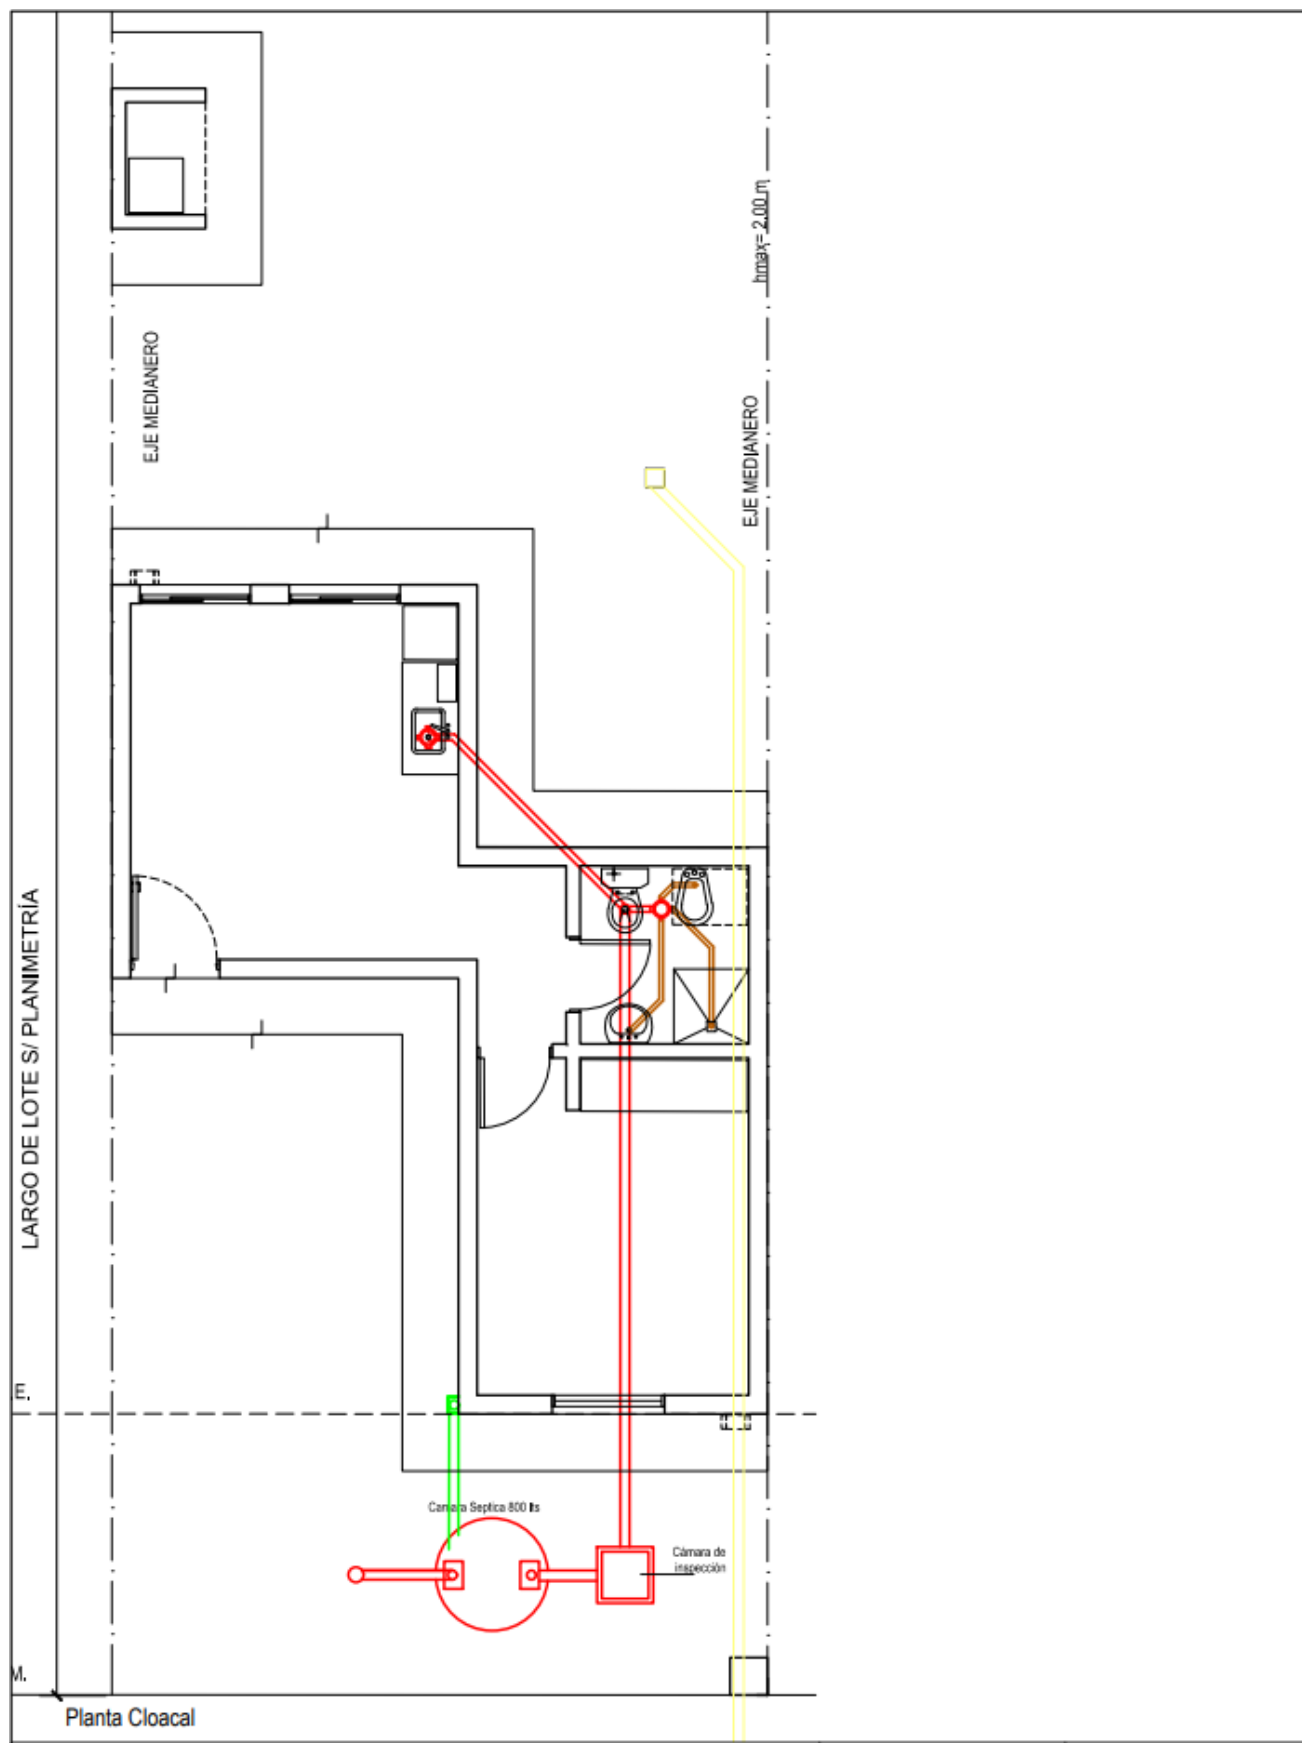 hmax= 2.00 m
EJE MEDIANERO
EJE MEDIANERO
LARGO DE LOTE S/ PLANIMETRÍA
E.
Camara Septica 800 lts
Cámara de
inspección
M.
Planta Cloacal